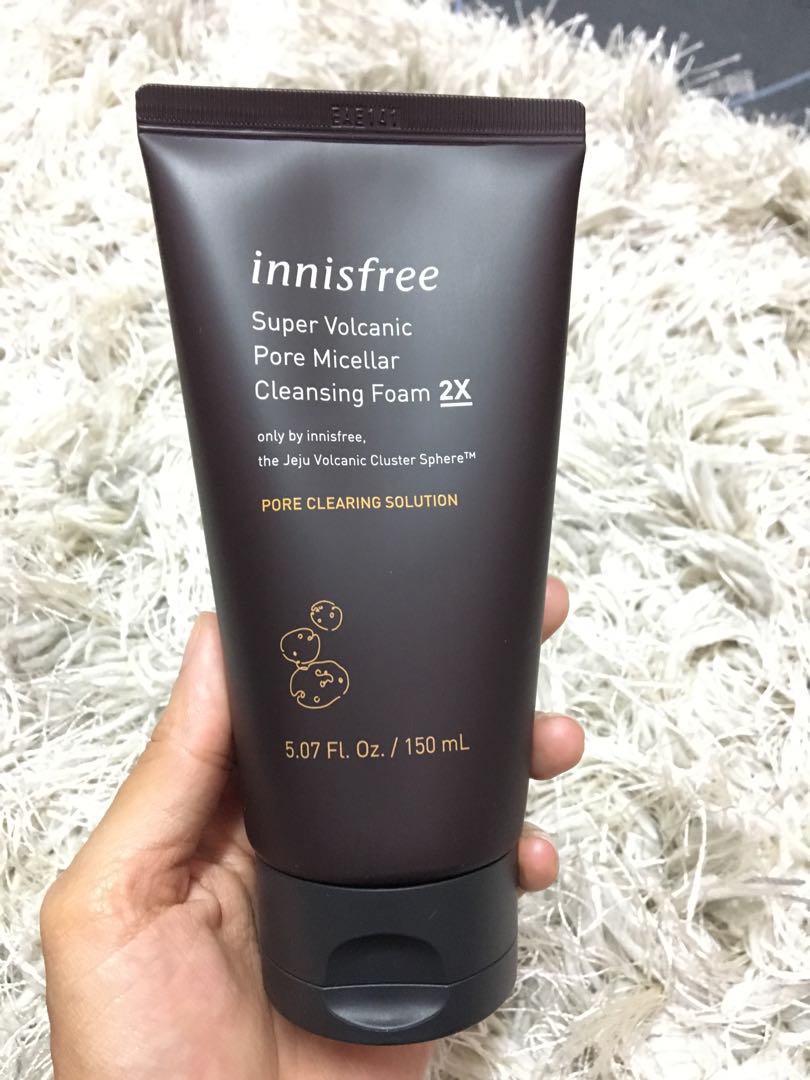 EAE141
innisfree
Super Volcanic
Pore Micellar
Cleansing Foam 2X
only by innisfree,
the Jeju Volcanic Cluster Sphere™
PORE CLEARING SOLUTION
5.07 Fl. Oz. / 150 mL